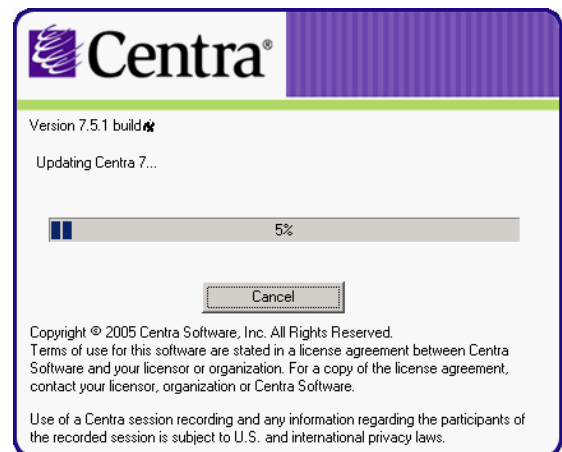 Centra®
Version 7.5.1 build
Updating Centra 7...
5%
Cancel
Copyright © 2005 Centra Software, Inc. All Rights Reserved.
Terms of use for this software are stated in a license agreement between Centra
Software and your licensor or organization. For a copy of the license agreement,
contact your licensor, organization or Centra Software.
Use of a Centra session recording and any information regarding the participants of
the recorded session is subject to U.S. and international privacy laws.